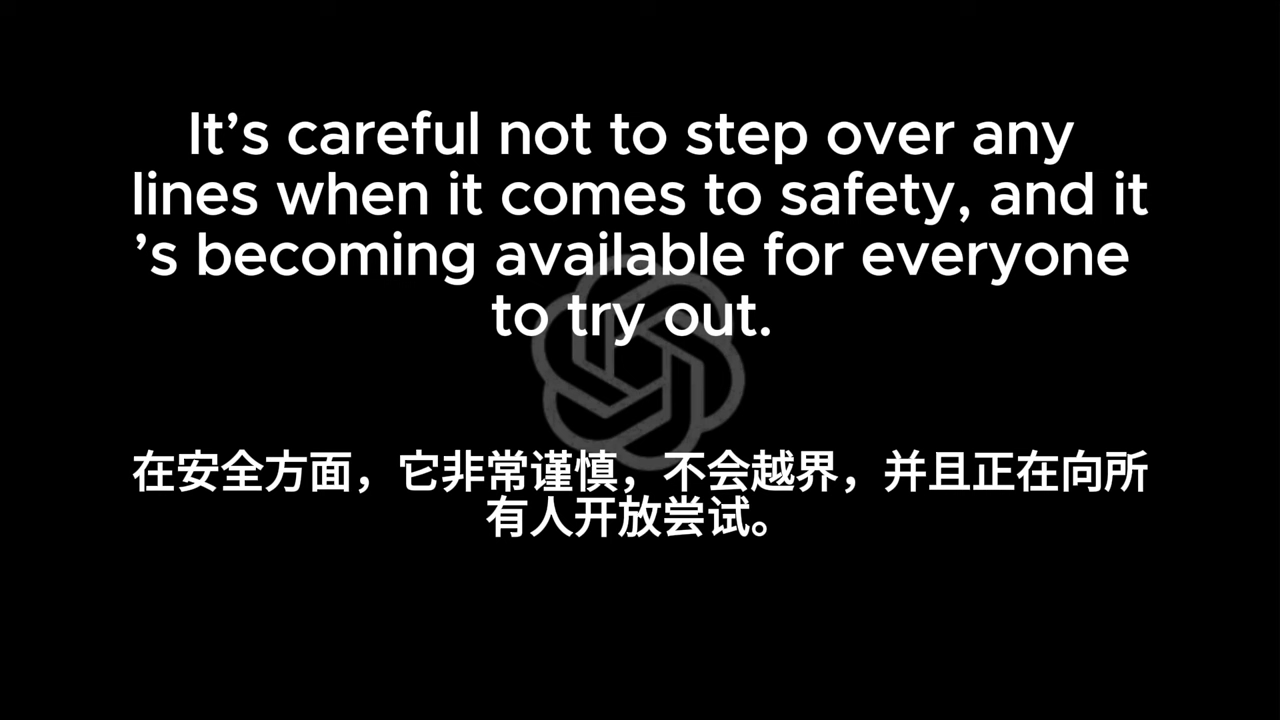 It’s careful not to step over any
lines when it comes to safety, and it
’s becoming available for everyone
to try out.
在安全方面，它非常谨慎，不会越界，并且正在向所
有人开放尝试。